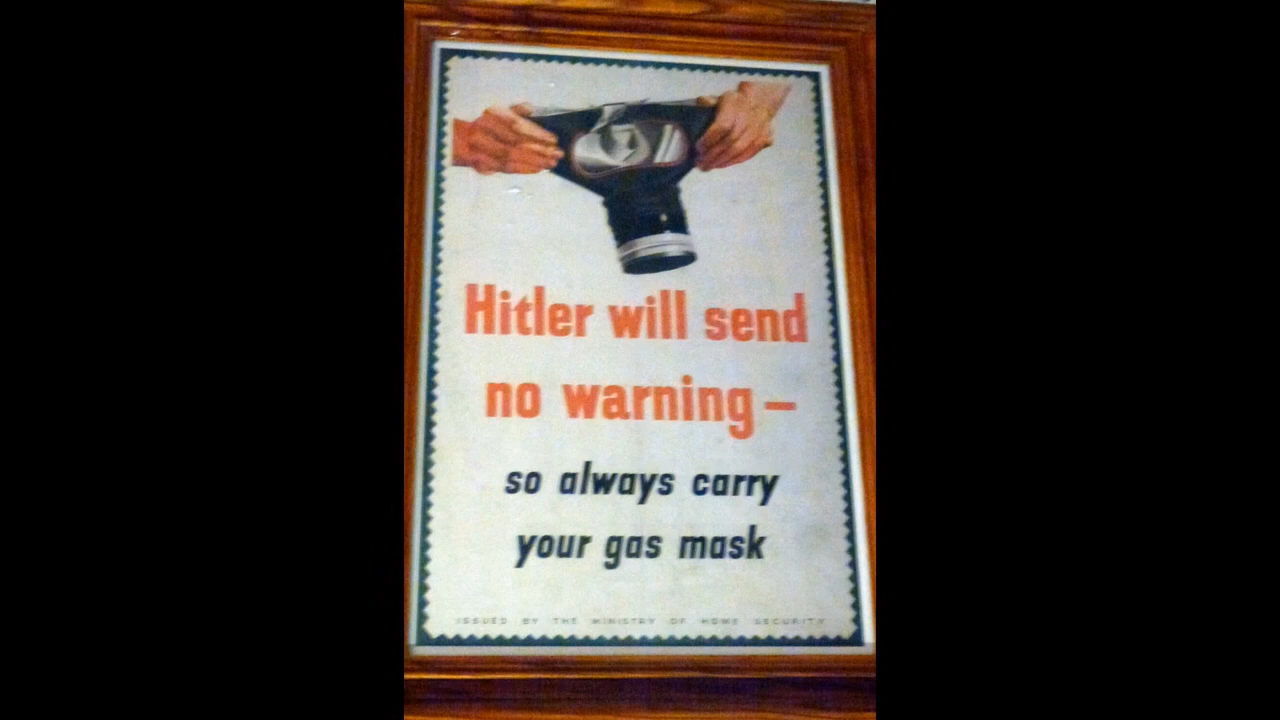 Hitler will send
no warning –
so always carry
your gas mask
ISSUED BY THE MINISTRY OF HOME SECURITY